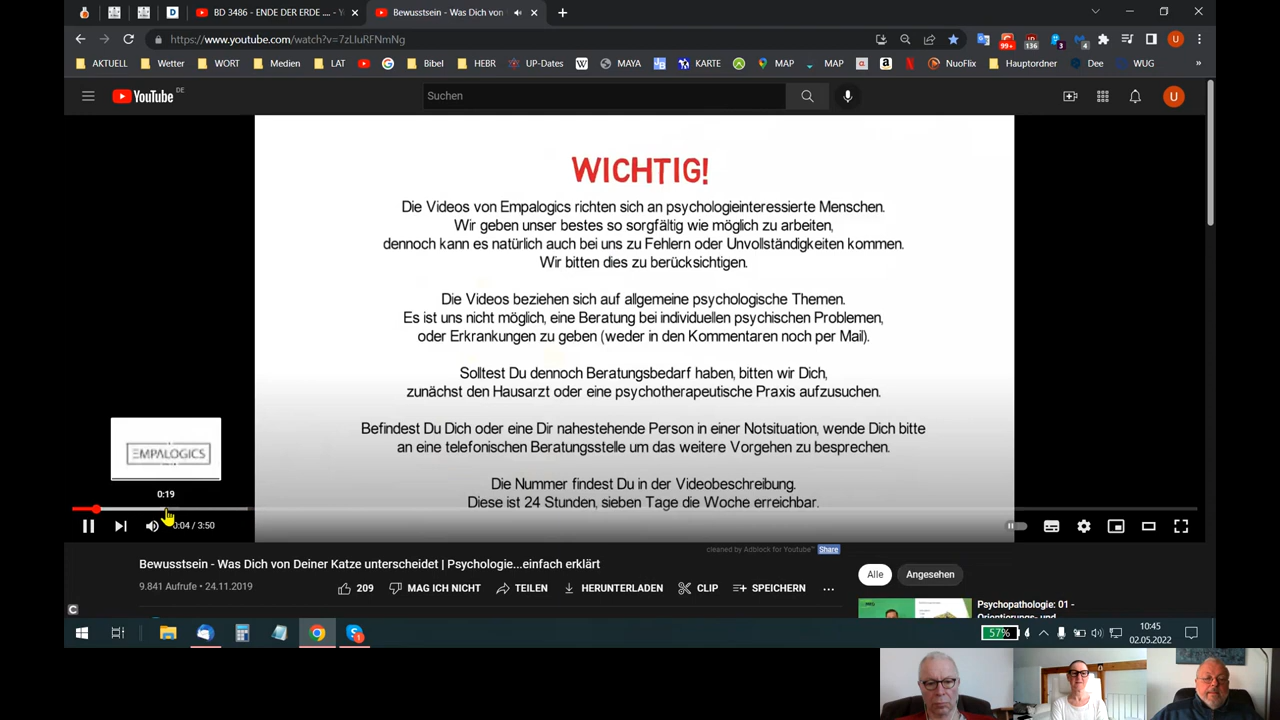 BD 3486 - ENDE DER ERDE .... - Y
Bewusstsein - Was Dich von
https://www.youtube.com/watch?v=7zLIuRFNmNg
99+
136
3
4
U
AKTUELL
Wetter
WORT
Medien
LAT
Bibel
HEBR
UP-Dates
MAYA
KARTE
MAP
MAP
NuoFlix
Hauptordner
Dee
WUG
YouTube DE
Suchen
U
WICHTIG!
Die Videos von Empalogics richten sich an psychologieinteressierte Menschen.
Wir geben unser bestes so sorgfältig wie möglich zu arbeiten,
dennoch kann es natürlich auch bei uns zu Fehlern oder Unvollständigkeiten kommen.
Wir bitten dies zu berücksichtigen.
Die Videos beziehen sich auf allgemeine psychologische Themen.
Es ist uns nicht möglich, eine Beratung bei individuellen psychischen Problemen,
oder Erkrankungen zu geben (weder in den Kommentaren noch per Mail).
Solltest Du dennoch Beratungsbedarf haben, bitten wir Dich,
zunächst den Hausarzt oder eine psychotherapeutische Praxis aufzusuchen.
Befindest Du Dich oder eine Dir nahestehende Person in einer Notsituation, wende Dich bitte
an eine telefonischen Beratungsstelle um das weitere Vorgehen zu besprechen.
Die Nummer findest Du in der Videobeschreibung.
Diese ist 24 Stunden, sieben Tage die Woche erreichbar.
EMPALOGICS
0:19
0:04 / 3:50
cleaned by Adblock for Youtube™ Share
Bewusstsein - Was Dich von Deiner Katze unterscheidet | Psychologie...einfach erklärt
9.841 Aufrufe • 24.11.2019
209
MAG ICH NICHT
TEILEN
HERUNTERLADEN
CLIP
SPEICHERN
Alle
Angesehen
Psychopathologie: 01 -
Orientierungs- und
57%
10:45
02.05.2022